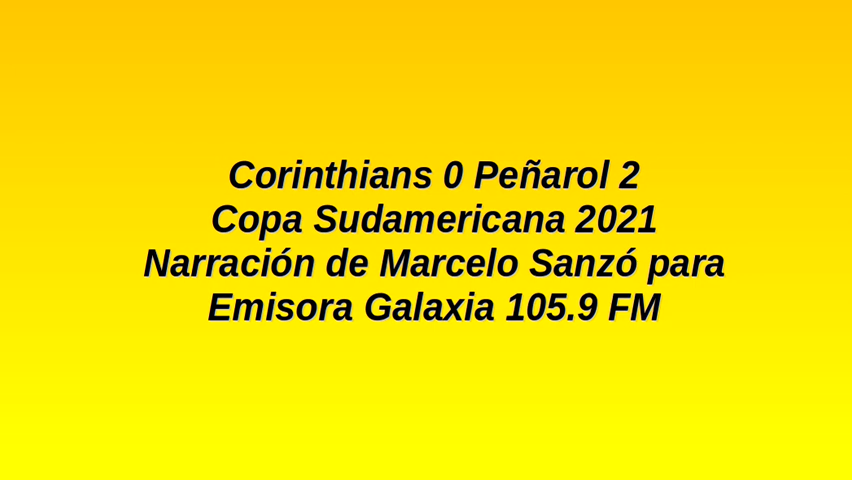 Corinthians 0 Peñarol 2
Copa Sudamericana 2021
Narración de Marcelo Sanzó para
Emisora Galaxia 105.9 FM